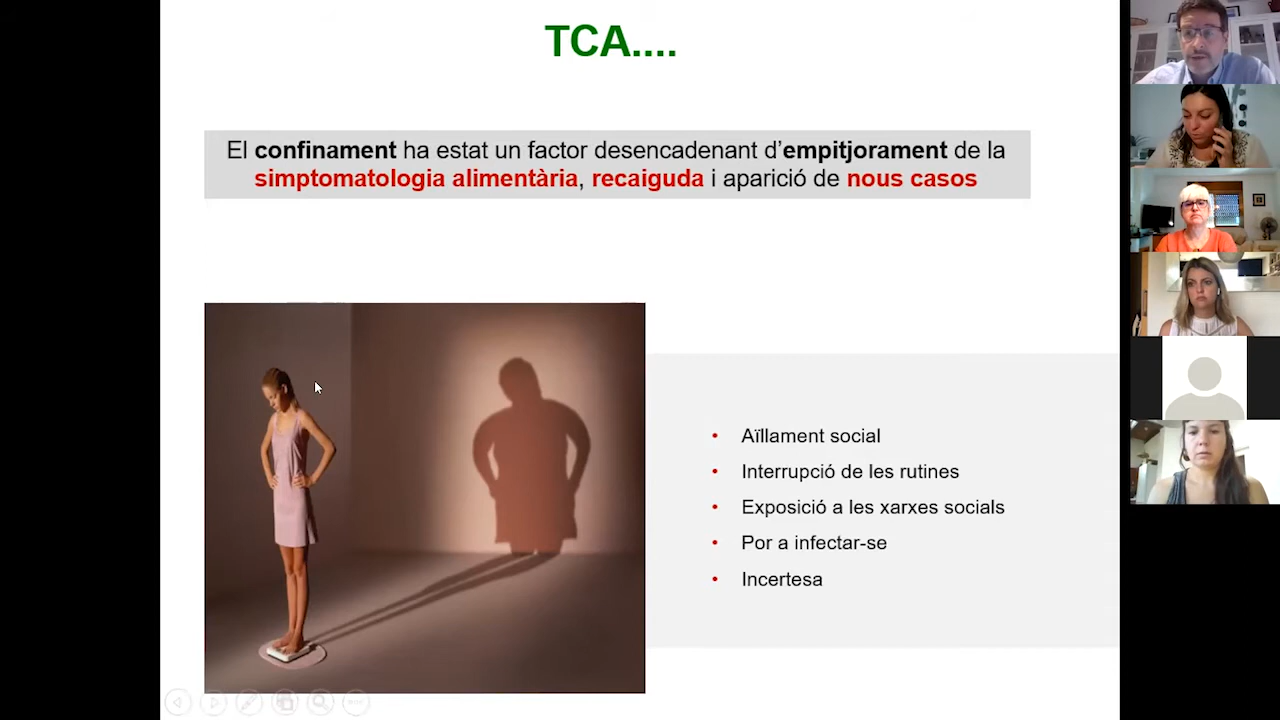 TCA....
El confinament ha estat un factor desencadenant d'empitjorament de la
simptomatologia alimentària, recaiguda i aparició de nous casos
• Aïllament social
• Interrupció de les rutines
• Exposició a les xarxes socials
• Por a infectar-se
• Incertesa